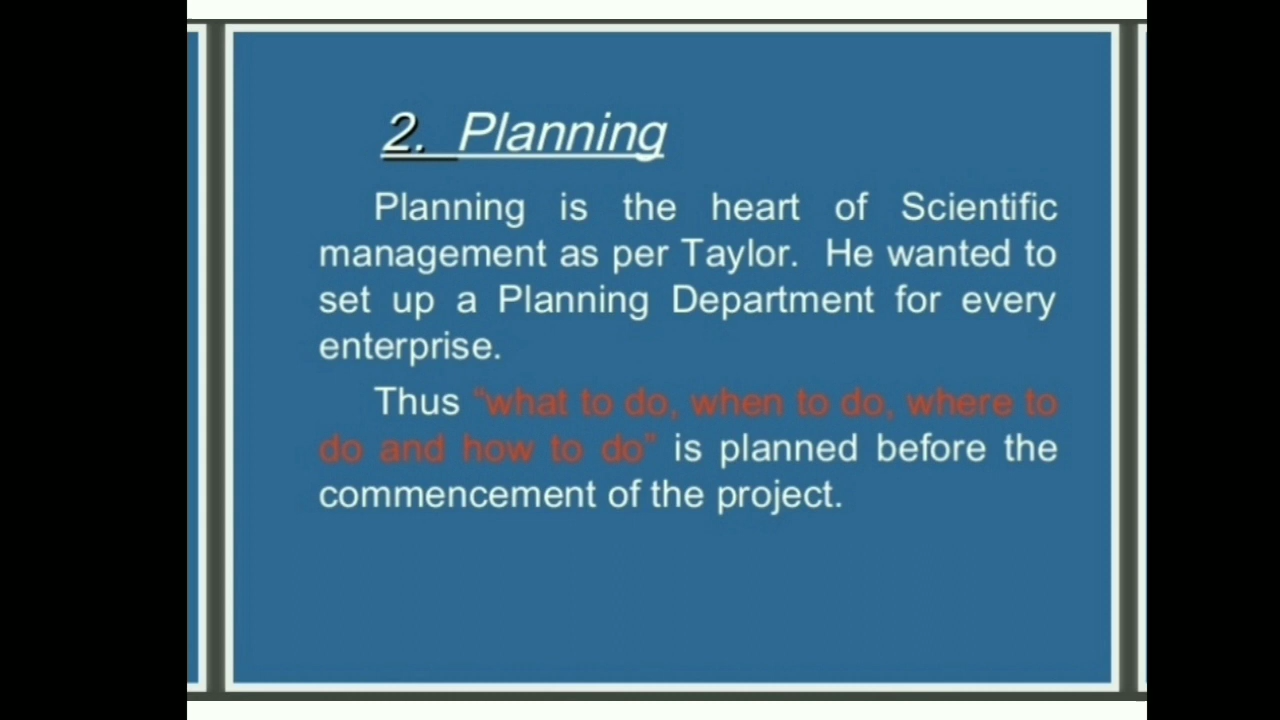 2. Planning
Planning is the heart of Scientific
management as per Taylor. He wanted to
set up a Planning Department for every
enterprise.
Thus "what to do, when to do, where to
do and how to do" is planned before the
commencement of the project.